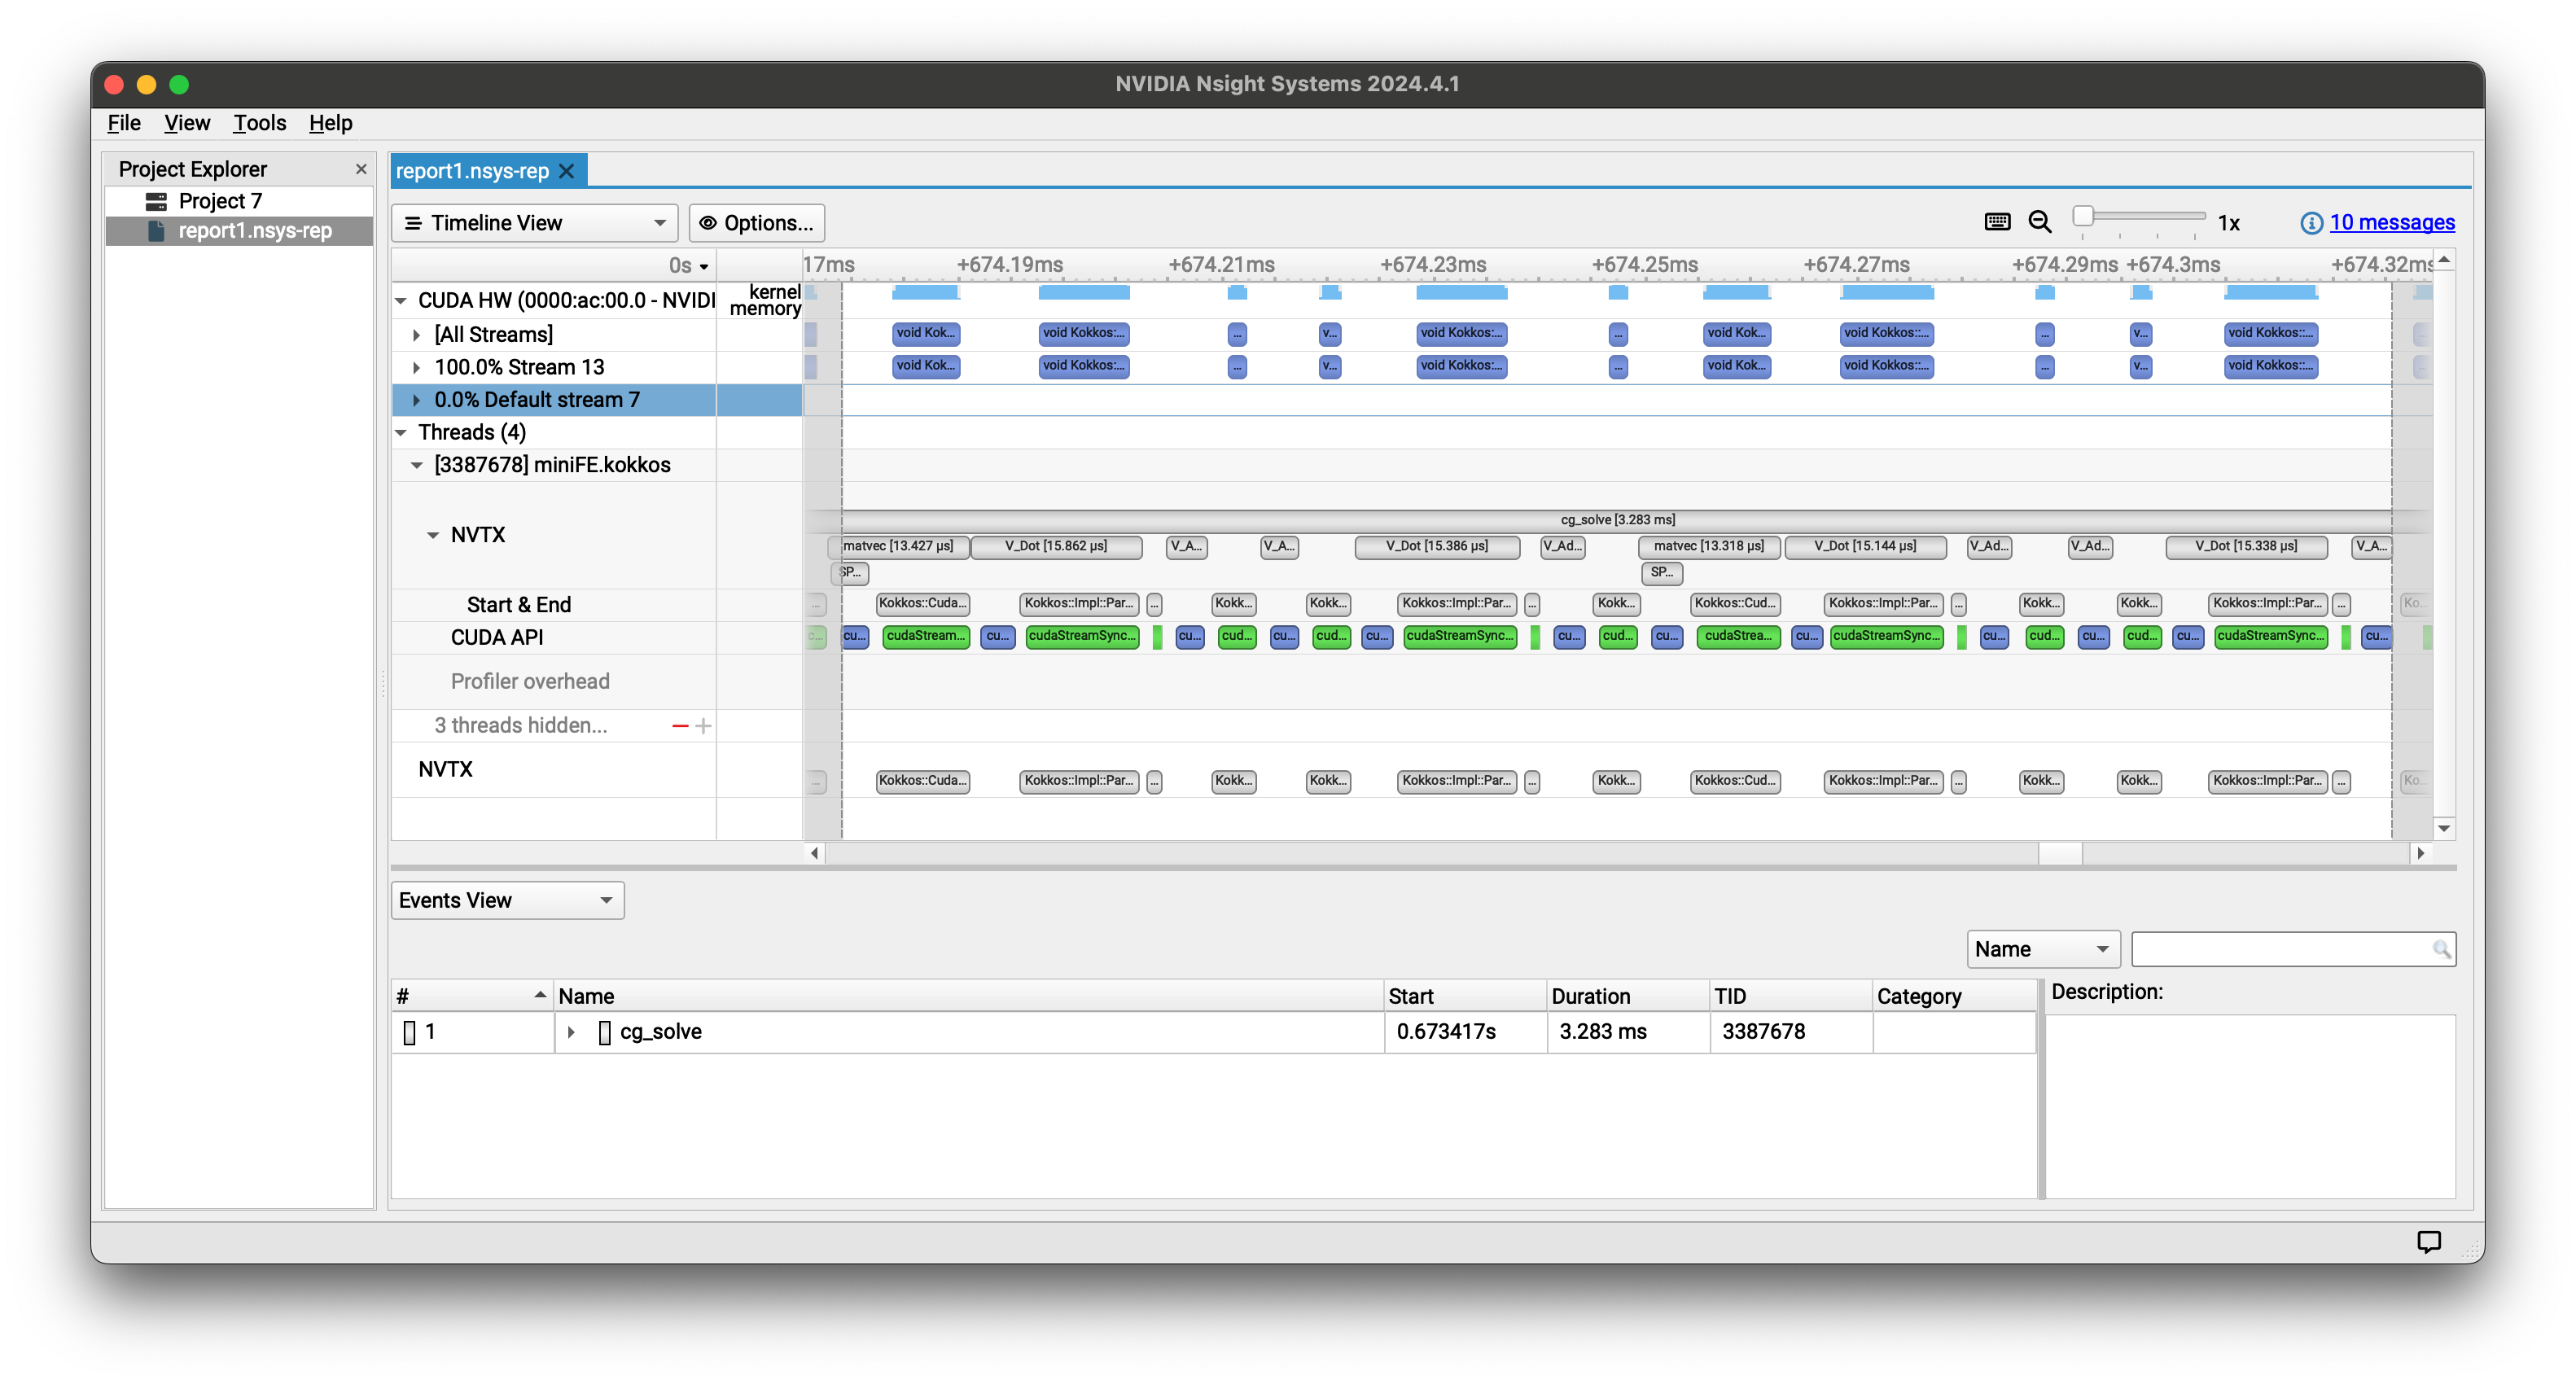 NVIDIA Nsight Systems 2024.4.1
File View Tools Help
Project Explorer
Project 7
report1.nsys-rep
report1.nsys-rep
Timeline View Options... 1x 10 messages
0s 17ms +674.19ms +674.21ms +674.23ms +674.25ms +674.27ms +674.29ms +674.3ms +674.32ms
CUDA HW (0000:ac:00.0 - NVIDI kernel
memory
[All Streams] void Kok... void Kokkos:... ... v... void Kokkos:... ... void Kok... void Kokkos::... ... v... void Kokkos::... ...
100.0% Stream 13 void Kok... void Kokkos:... ... v... void Kokkos:... ... void Kok... void Kokkos::... ... v... void Kokkos::... ...
0.0% Default stream 7
Threads (4)
[3387678] miniFE.kokkos
cg_solve [3.283 ms]
NVTX
matvec [13.427 µs] V_Dot [15.862 µs] V_A... V_A... V_Dot [15.386 µs] V_Ad... matvec [13.318 µs] V_Dot [15.144 µs] V_Ad... V_Ad... V_Dot [15.338 µs] V_A...
SP... SP...
Start & End ... Kokkos::Cuda... Kokkos::Impl::Par... ... Kokk... Kokk... Kokkos::Impl::Par... ... Kokk... Kokkos::Cud... Kokkos::Impl::Par... ... Kokk... Kokk... Kokkos::Impl::Par... ... Ko...
CUDA API c... cu... cudaStream... cu... cudaStreamSync... cu... cud... cu... cud... cu... cudaStreamSync... cu... cud... cu... cudaStrea... cu... cudaStreamSync... cu... cud... cu... cud... cu... cudaStreamSync... cu...
Profiler overhead
3 threads hidden...
NVTX ... Kokkos::Cuda... Kokkos::Impl::Par... ... Kokk... Kokk... Kokkos::Impl::Par... ... Kokk... Kokkos::Cud... Kokkos::Impl::Par... ... Kokk... Kokk... Kokkos::Impl::Par... ... Ko...
Events View
Name
# Name Start Duration TID Category Description:
1 cg_solve 0.673417s 3.283 ms 3387678